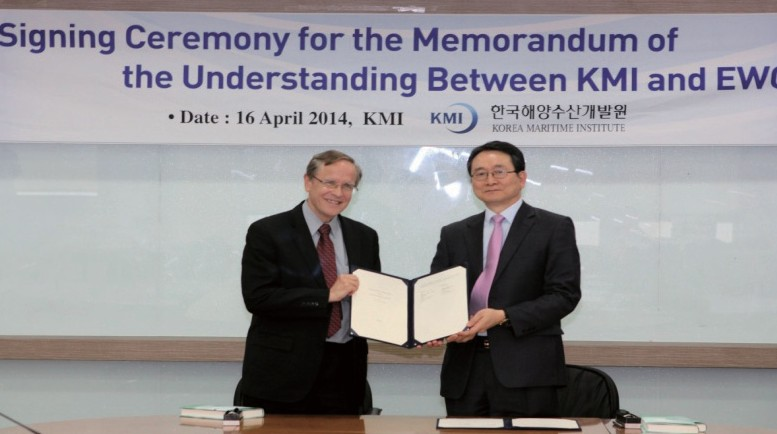 Signing Ceremony for the Memorandum of
the Understanding Between KMI and EWC
• Date : 16 April 2014, KMI
KMI 한국해양수산개발원
KOREA MARITIME INSTITUTE